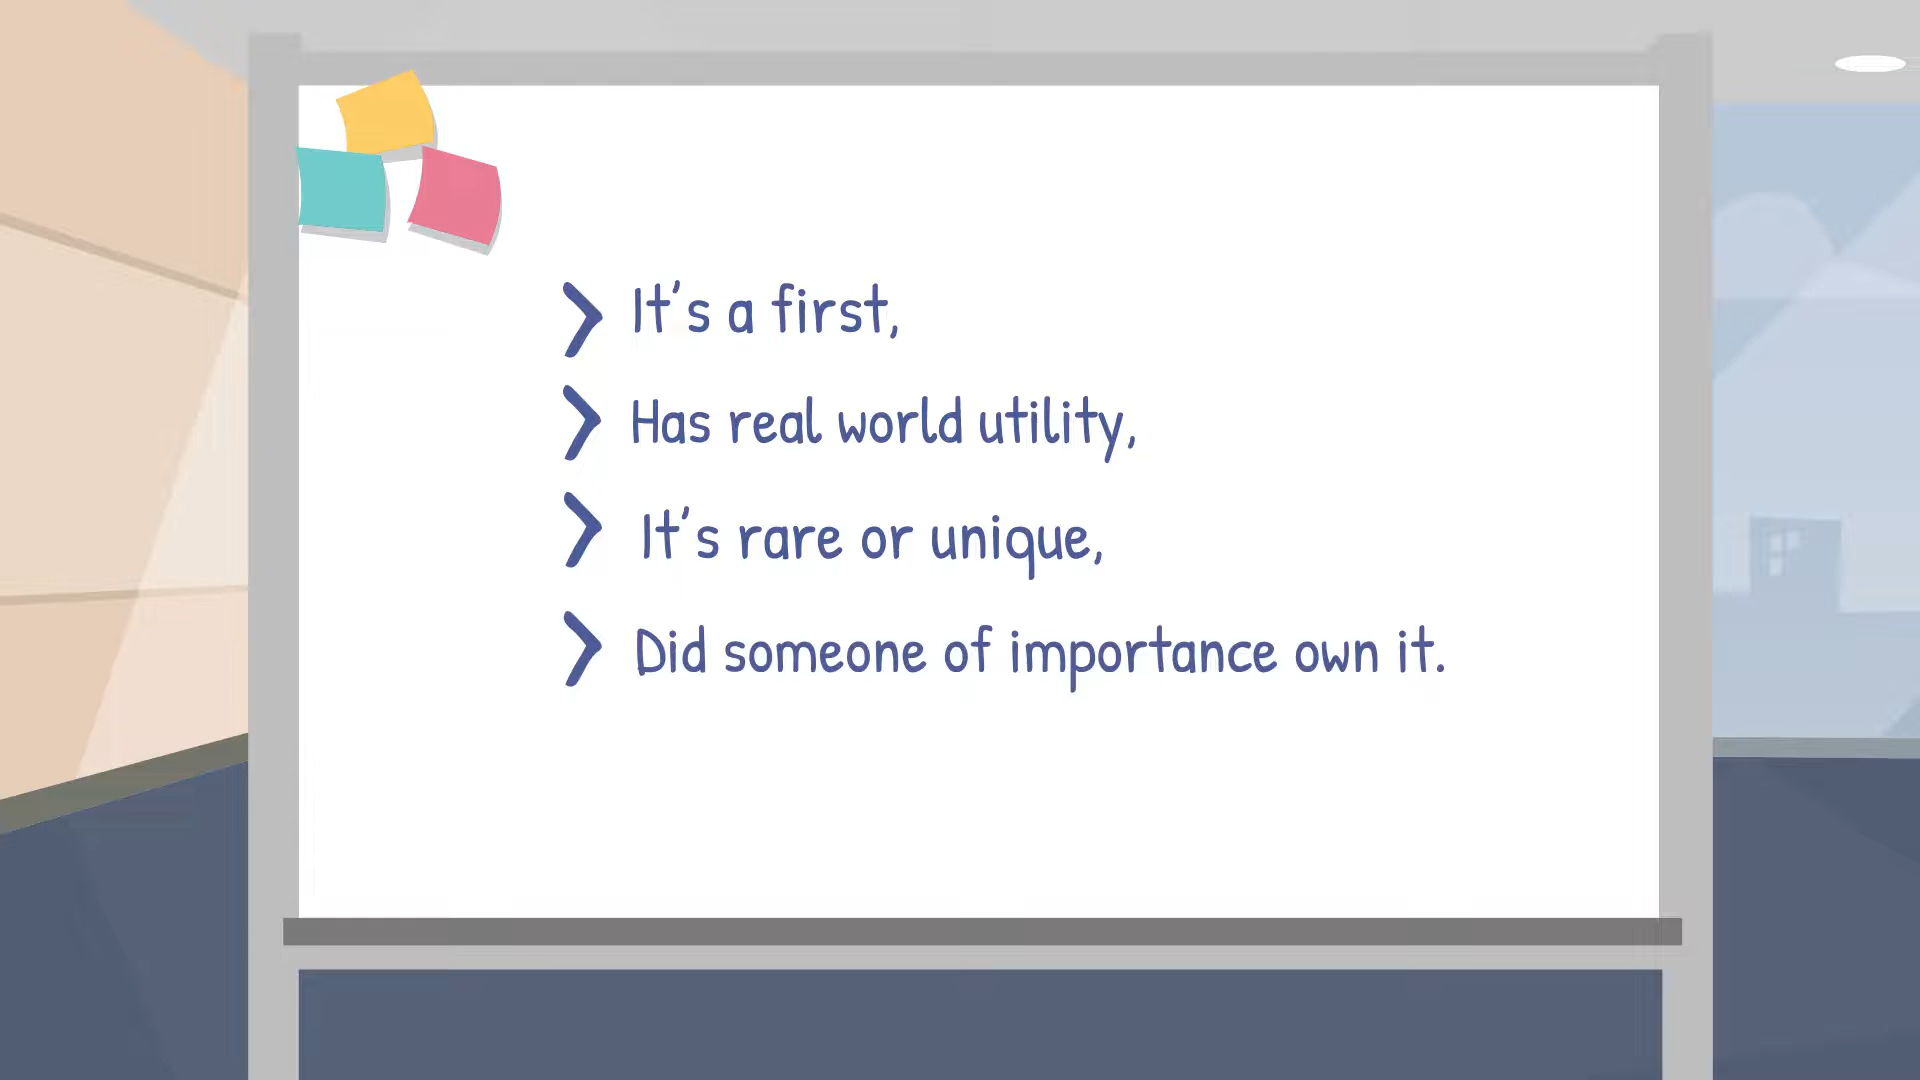 It's a first,
Has real world utility,
It's rare or unique,
Did someone of importance own it.